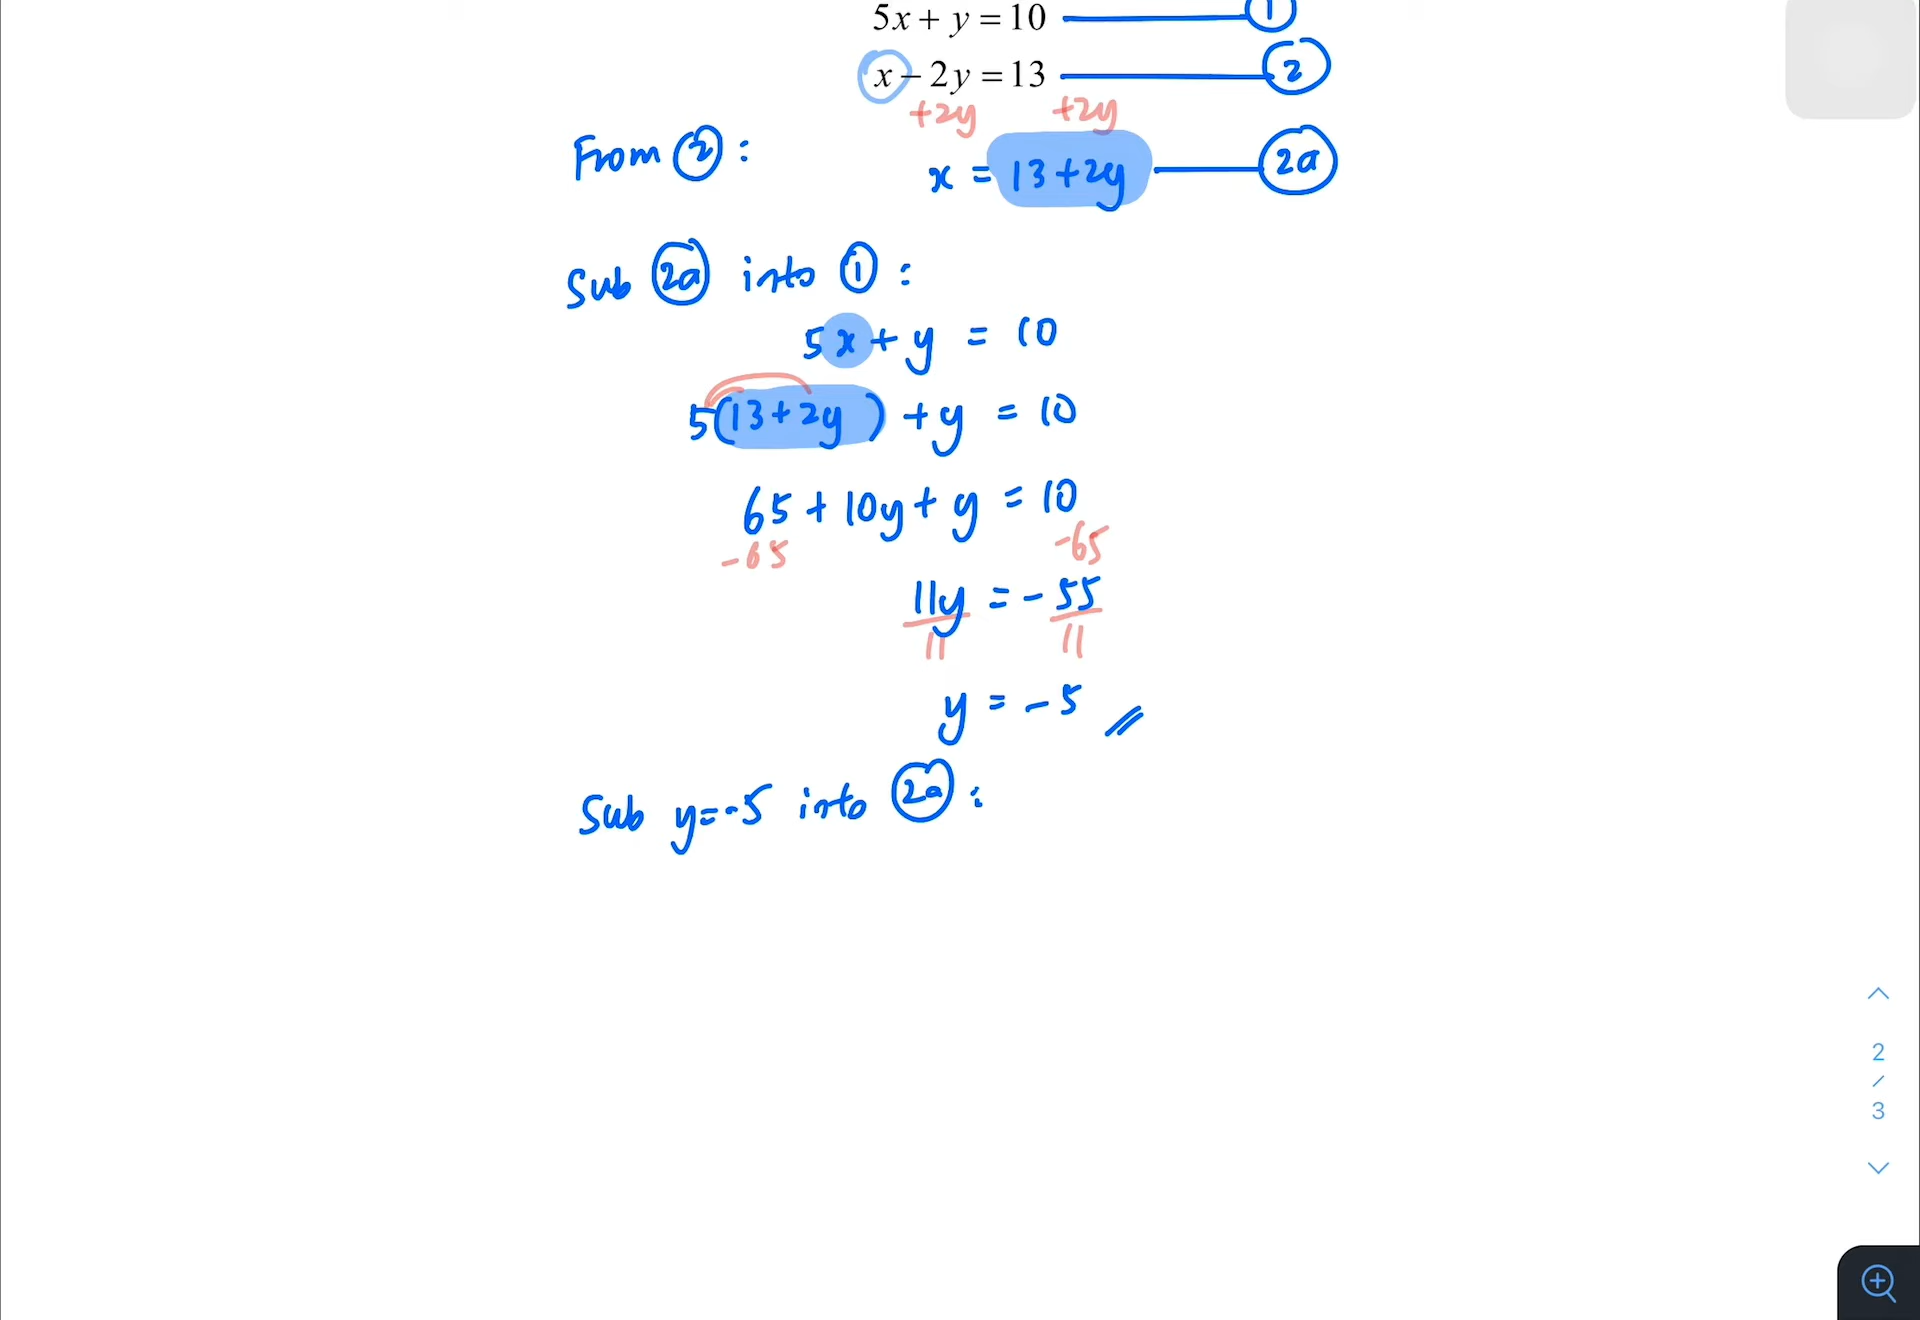 5x + y = 10 ①
x − 2y = 13 ②
+2y +2y
From ②:
x = 13 + 2y 2a
Sub 2a into ①:
5x + y = 10
5(13 + 2y) + y = 10
65 + 10y + y = 10
-65 -65
11y = -55
11 11
y = -5
Sub y=-5 into 2a:
2
/
3